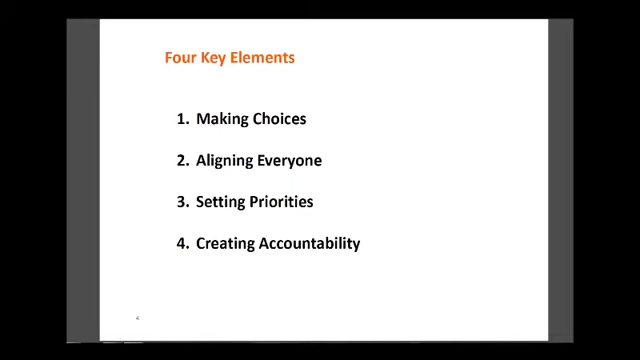 Four Key Elements
1. Making Choices
2. Aligning Everyone
3. Setting Priorities
4. Creating Accountability
4